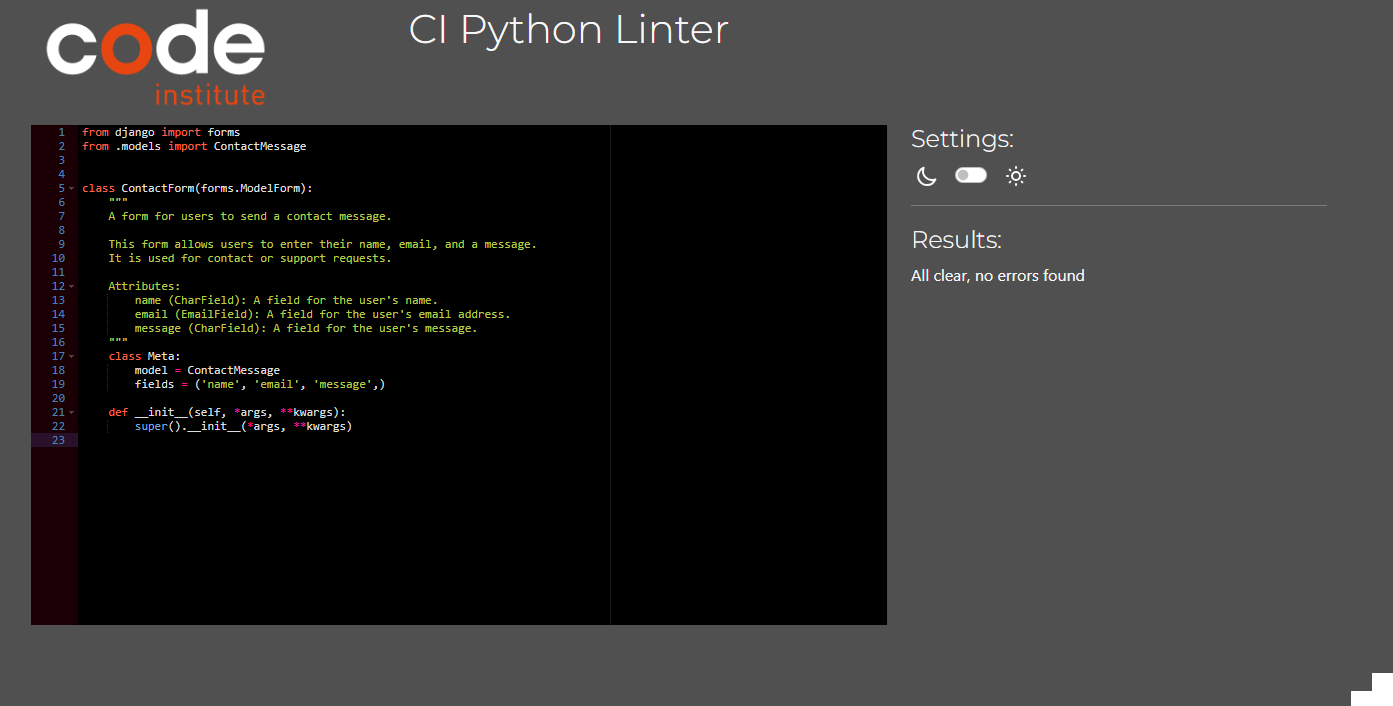 code
institute
CI Python Linter
1 from django import forms
2 from .models import ContactMessage
3
4
5 class ContactForm(forms.ModelForm):
6     """
7     A form for users to send a contact message.
8
9     This form allows users to enter their name, email, and a message.
10     It is used for contact or support requests.
11
12     Attributes:
13         name (CharField): A field for the user's name.
14         email (EmailField): A field for the user's email address.
15         message (CharField): A field for the user's message.
16     """
17     class Meta:
18         model = ContactMessage
19         fields = ('name', 'email', 'message',)
20
21     def __init__(self, *args, **kwargs):
22         super().__init__(*args, **kwargs)
23
Settings:
Results:
All clear, no errors found